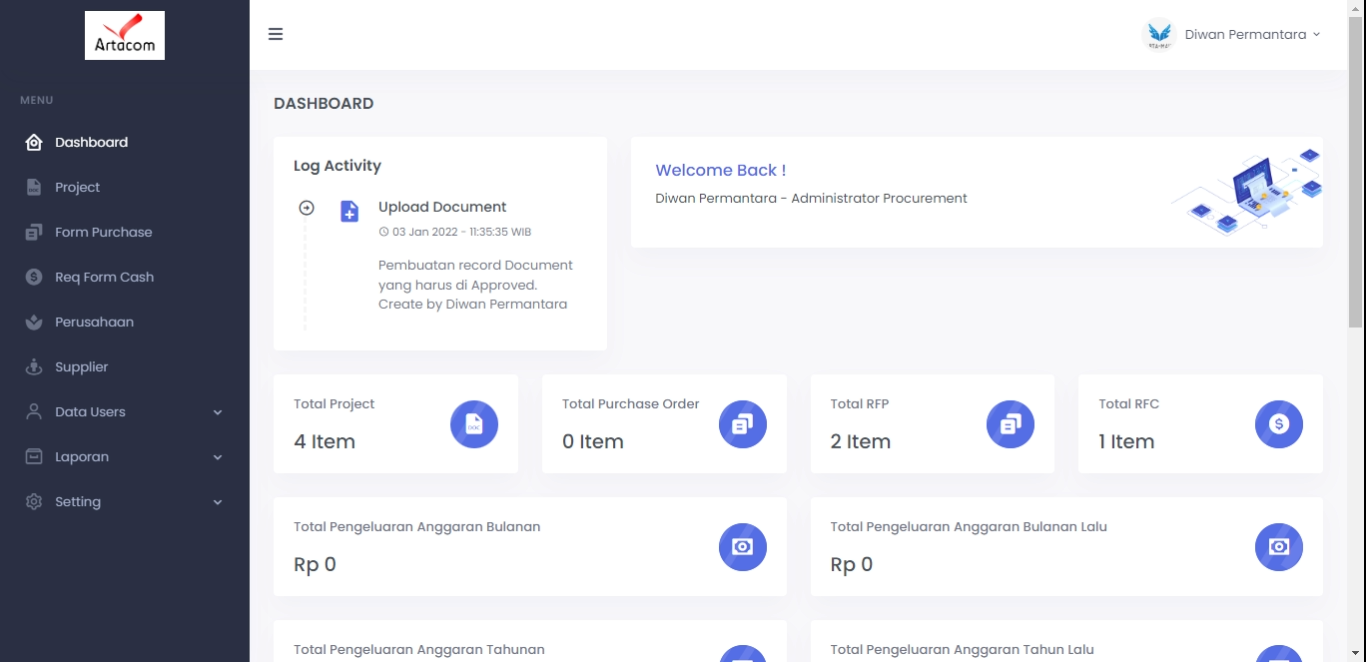 Artacom
Diwan Permantara
MENU
Dashboard
Project
Form Purchase
Req Form Cash
Perusahaan
Supplier
Data Users
Laporan
Setting
DASHBOARD
Log Activity
Upload Document
03 Jan 2022 - 11:35:35 WIB
Pembuatan record Document
yang harus di Approved.
Create by Diwan Permantara
Welcome Back !
Diwan Permantara - Administrator Procurement
Total Project
4 Item
Total Purchase Order
0 Item
Total RFP
2 Item
Total RFC
1 Item
Total Pengeluaran Anggaran Bulanan
Rp 0
Total Pengeluaran Anggaran Bulanan Lalu
Rp 0
Total Pengeluaran Anggaran Tahunan
Total Pengeluaran Anggaran Tahun Lalu